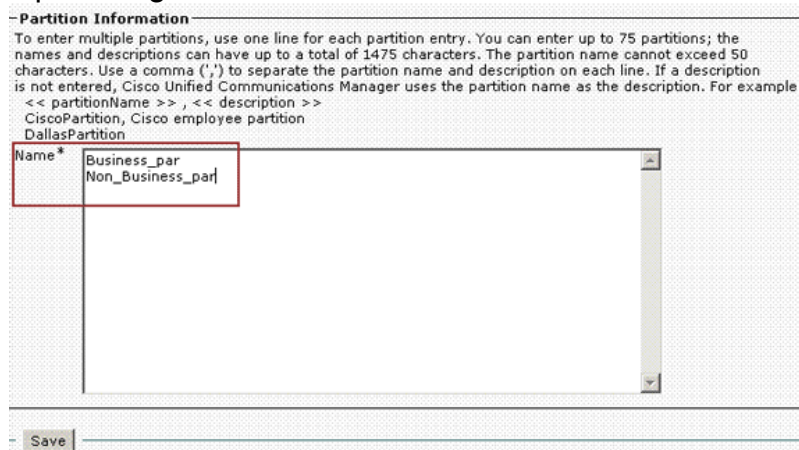 Partition Information
To enter multiple partitions, use one line for each partition entry. You can enter up to 75 partitions; the
names and descriptions can have up to a total of 1475 characters. The partition name cannot exceed 50
characters. Use a comma (',') to separate the partition name and description on each line. If a description
is not entered, Cisco Unified Communications Manager uses the partition name as the description. For example
<< partitionName >> , << description >>
CiscoPartition, Cisco employee partition
DallasPartition
Name*
Business_par
Non_Business_par
Save